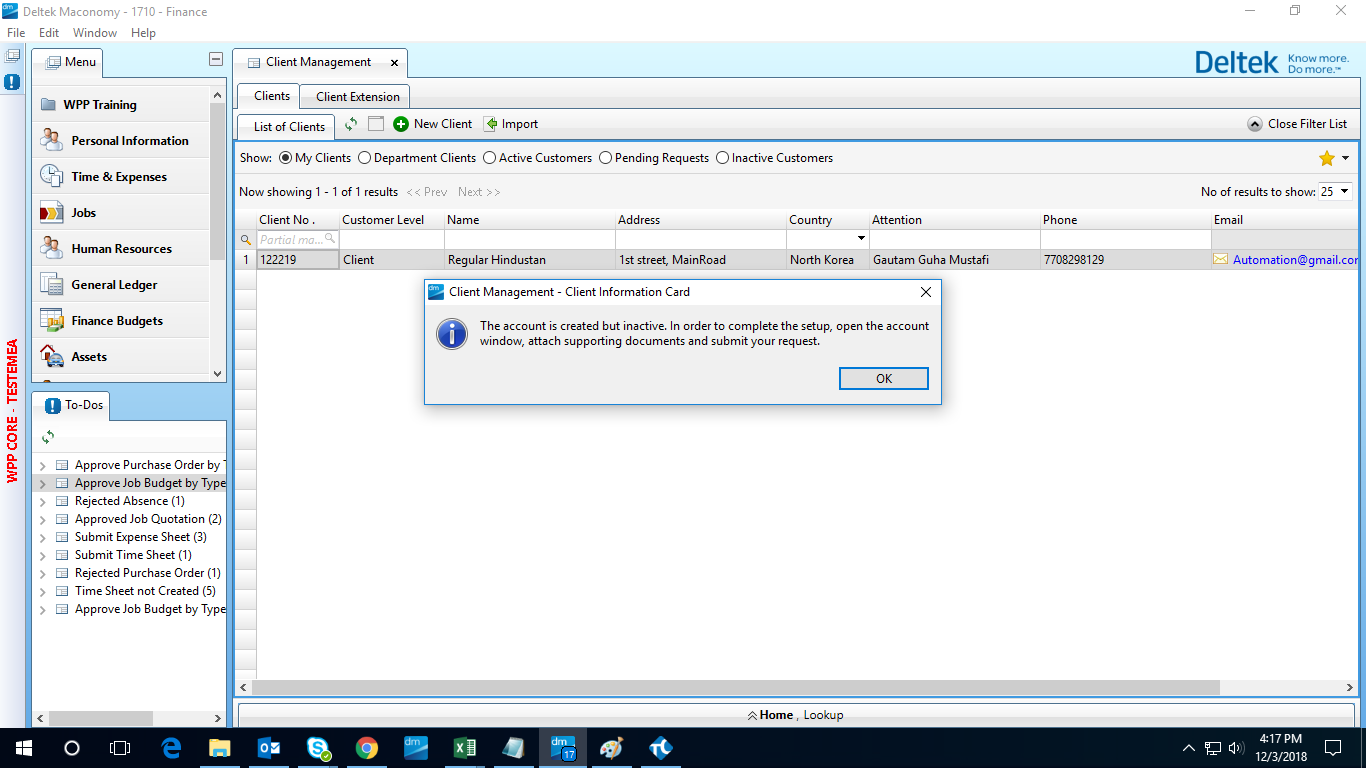 Deltek Maconomy - 1710 - Finance
File Edit Window Help
Menu
WPP Training
Personal Information
Time & Expenses
Jobs
Human Resources
General Ledger
Finance Budgets
Assets
WPP CORE - TESTEMEA
To-Dos
Approve Purchase Order by
Approve Job Budget by Type
Rejected Absence (1)
Approved Job Quotation (2)
Submit Expense Sheet (3)
Submit Time Sheet (1)
Rejected Purchase Order (1)
Time Sheet not Created (5)
Approve Job Budget by Type
Client Management
Deltek Know more. Do more.™
Clients Client Extension
List of Clients New Client Import Close Filter List
Show: My Clients Department Clients Active Customers Pending Requests Inactive Customers
Now showing 1 - 1 of 1 results << Prev Next >> No of results to show: 25
Client No . Customer Level Name Address Country Attention Phone Email
Partial ma...
1 122219 Client Regular Hindustan 1st street, MainRoad North Korea Gautam Guha Mustafi 7708298129 Automation@gmail.cor
Client Management - Client Information Card
The account is created but inactive. In order to complete the setup, open the account
window, attach supporting documents and submit your request.
OK
Home , Lookup
dm 17
4:17 PM
12/3/2018